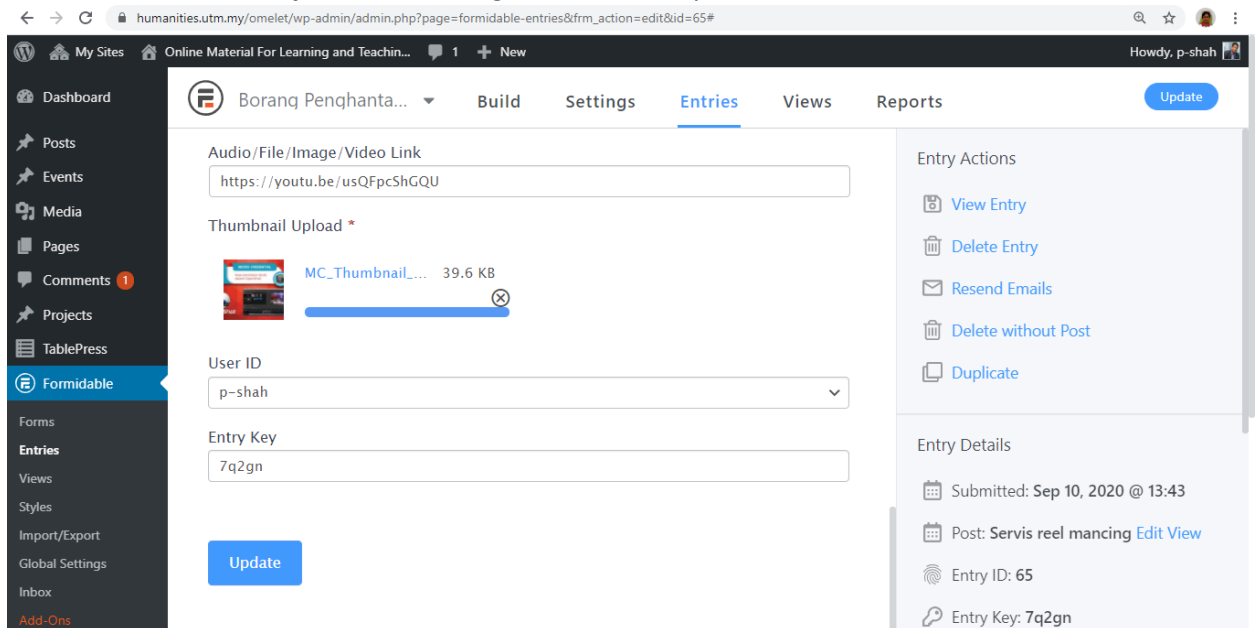 humanities.utm.my/omelet/wp-admin/admin.php?page=formidable-entries&frm_action=edit&id=65#
My Sites Online Material For Learning and Teachin... 1 + New Howdy, p-shah
Dashboard
Posts
Events
Media
Pages
Comments 1
Projects
TablePress
Formidable
Forms
Entries
Views
Styles
Import/Export
Global Settings
Inbox
Add-Ons
Borang Penghanta... Build Settings Entries Views Reports Update
Audio/File/Image/Video Link
https://youtu.be/usQFpcShGQU
Thumbnail Upload *
MC_Thumbnail_... 39.6 KB
User ID
p-shah
Entry Key
7q2gn
Update
Entry Actions
View Entry
Delete Entry
Resend Emails
Delete without Post
Duplicate
Entry Details
Submitted: Sep 10, 2020 @ 13:43
Post: Servis reel mancing Edit View
Entry ID: 65
Entry Key: 7q2gn